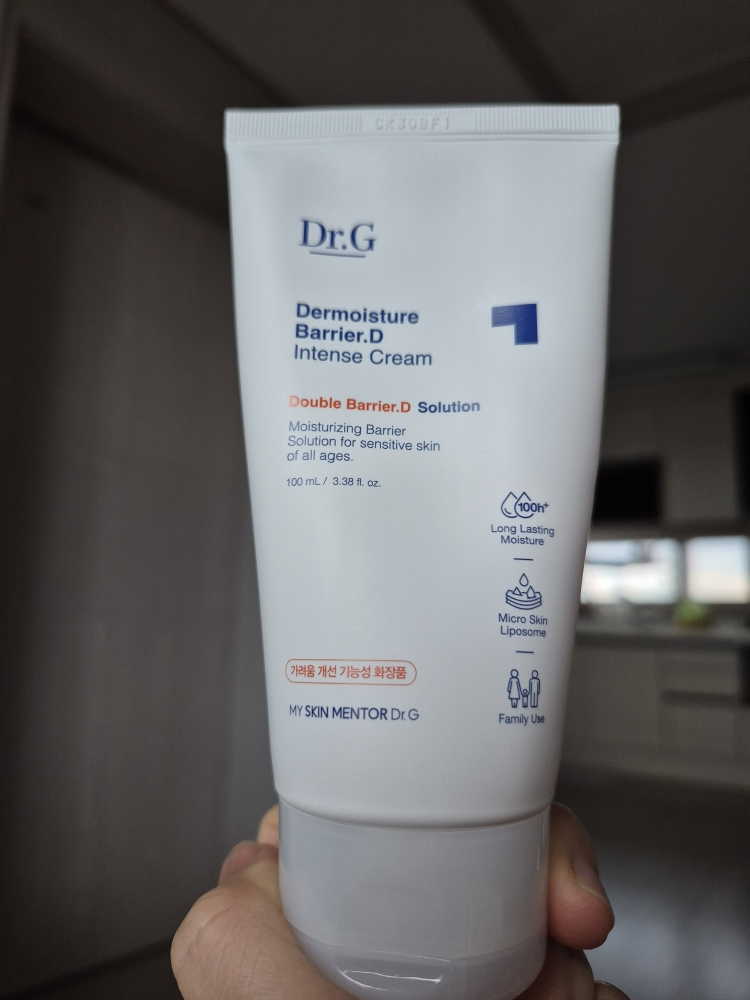 Dr.G
Dermoisture
Barrier.D
Intense Cream
Double Barrier.D Solution
Moisturizing Barrier
Solution for sensitive skin
of all ages.
100 mL / 3.38 fl. oz.
100h+
Long Lasting
Moisture
Micro Skin
Liposome
Family Use
가려움 개선 기능성 화장품
MY SKIN MENTOR Dr.G